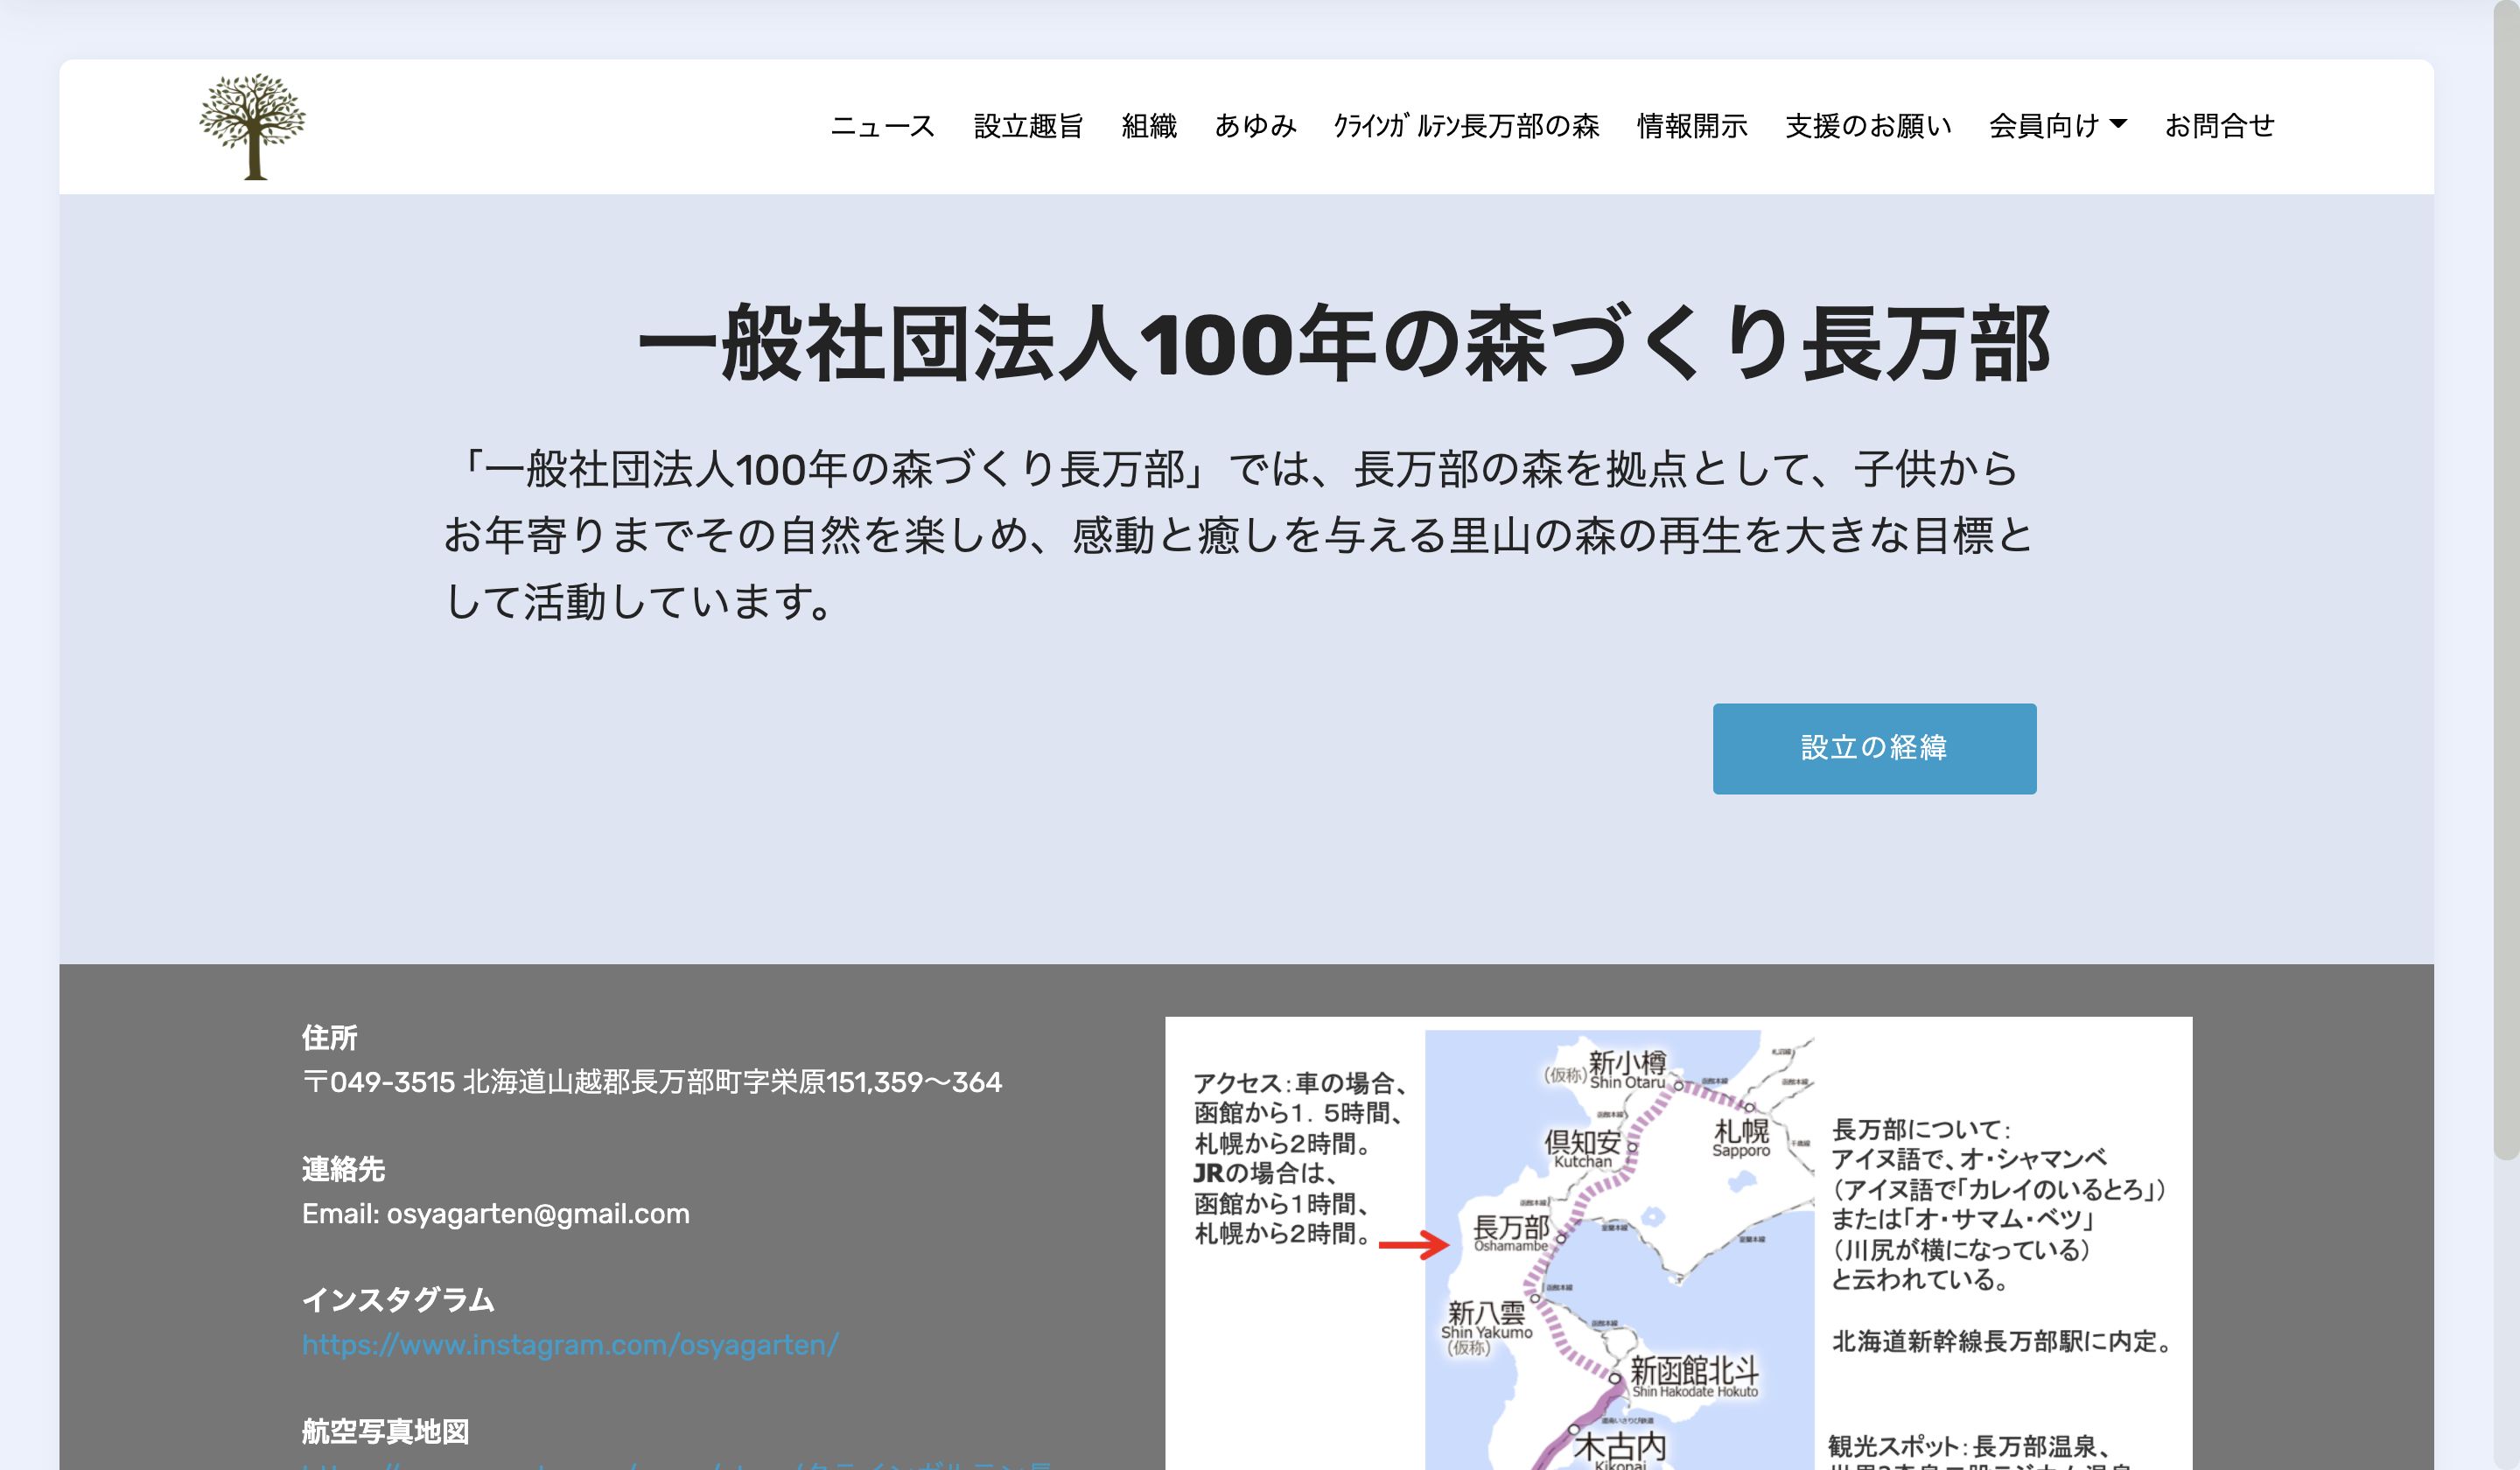 ニュース 設立趣旨 組織 あゆみ ｸﾗｲﾝｶﾞﾙﾃﾝ長万部の森 情報開示 支援のお願い 会員向け お問合せ
一般社団法人100年の森づくり長万部
「一般社団法人100年の森づくり長万部」では、長万部の森を拠点として、子供から
お年寄りまでその自然を楽しめ、感動と癒しを与える里山の森の再生を大きな目標と
して活動しています。
設立の経緯
住所
〒049-3515 北海道山越郡長万部町字栄原151,359〜364
連絡先
Email: osyagarten@gmail.com
インスタグラム
https://www.instagram.com/osyagarten/
航空写真地図
アクセス：車の場合、
函館から１．５時間、
札幌から２時間。
JRの場合は、
函館から１時間、
札幌から２時間。
新小樽
（仮称）
Shin Otaru
札幌
Sapporo
倶知安
Kutchan
長万部
Oshamambe
新八雲
Shin Yakumo
（仮称）
新函館北斗
Shin Hakodate Hokuto
木古内
Kikonai
長万部について：
アイヌ語で、オ・シャマンベ
（アイヌ語で「カレイのいるとろ」）
または「オ・サマム・ベツ」
（川尻が横になっている）
と云われている。
北海道新幹線長万部駅に内定。
観光スポット：長万部温泉、